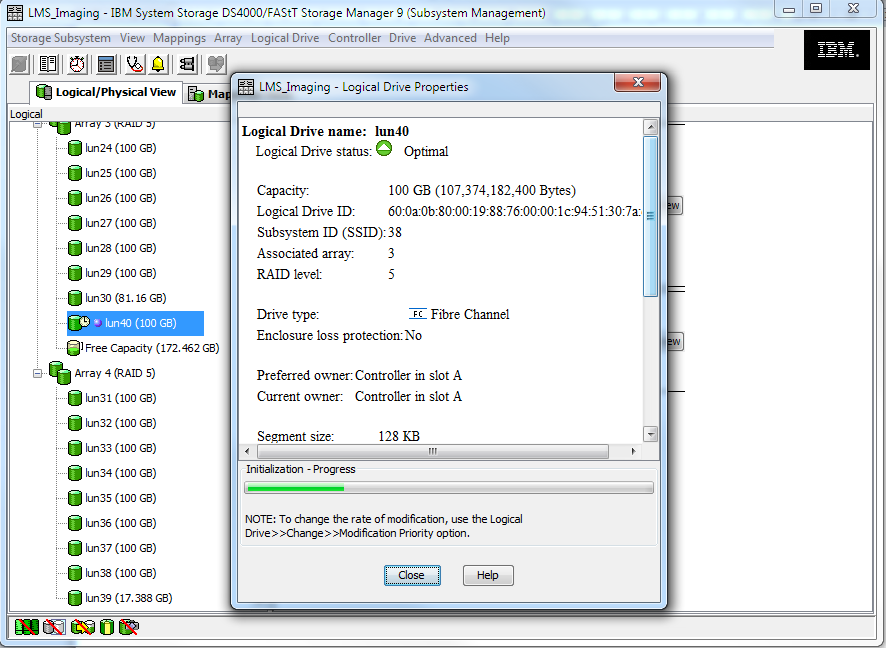 LMS_Imaging - IBM System Storage DS4000/FAStT Storage Manager 9 (Subsystem Management)
Storage Subsystem View Mappings Array Logical Drive Controller Drive Advanced Help
IBM.
Logical/Physical View
Logical
Array 3 (RAID 5)
lun24 (100 GB)
lun25 (100 GB)
lun26 (100 GB)
lun27 (100 GB)
lun28 (100 GB)
lun29 (100 GB)
lun30 (81.16 GB)
lun40 (100 GB)
Free Capacity (172.462 GB)
Array 4 (RAID 5)
lun31 (100 GB)
lun32 (100 GB)
lun33 (100 GB)
lun34 (100 GB)
lun35 (100 GB)
lun36 (100 GB)
lun37 (100 GB)
lun38 (100 GB)
lun39 (17.388 GB)
LMS_Imaging - Logical Drive Properties
Logical Drive name: lun40
Logical Drive status: Optimal
Capacity: 100 GB (107,374,182,400 Bytes)
Logical Drive ID: 60:0a:0b:80:00:19:88:76:00:00:1c:94:51:30:7a:
Subsystem ID (SSID): 38
Associated array: 3
RAID level: 5
Drive type: FC Fibre Channel
Enclosure loss protection: No
Preferred owner: Controller in slot A
Current owner: Controller in slot A
Segment size: 128 KB
Initialization - Progress
NOTE: To change the rate of modification, use the Logical
Drive>>Change>>Modification Priority option.
Close Help